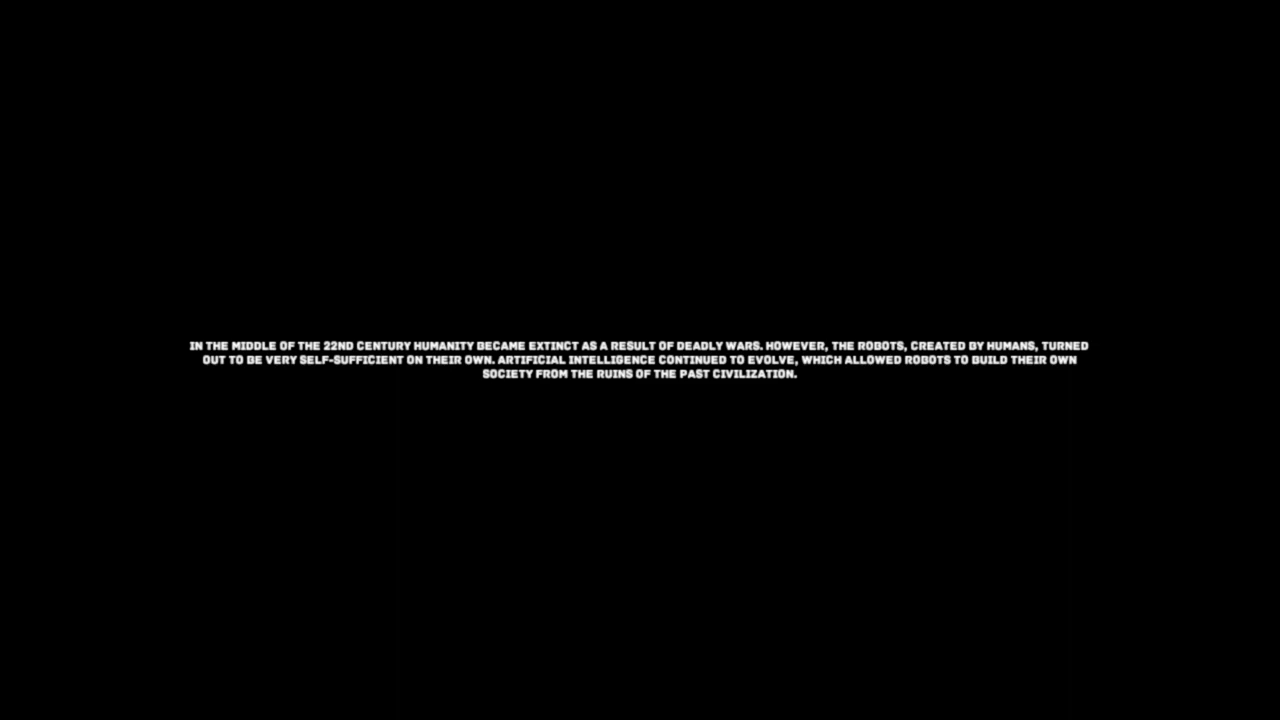 IN THE MIDDLE OF THE 22ND CENTURY HUMANITY BECAME EXTINCT AS A RESULT OF DEADLY WARS. HOWEVER, THE ROBOTS, CREATED BY HUMANS, TURNED
OUT TO BE VERY SELF-SUFFICIENT ON THEIR OWN. ARTIFICIAL INTELLIGENCE CONTINUED TO EVOLVE, WHICH ALLOWED ROBOTS TO BUILD THEIR OWN
SOCIETY FROM THE RUINS OF THE PAST CIVILIZATION.